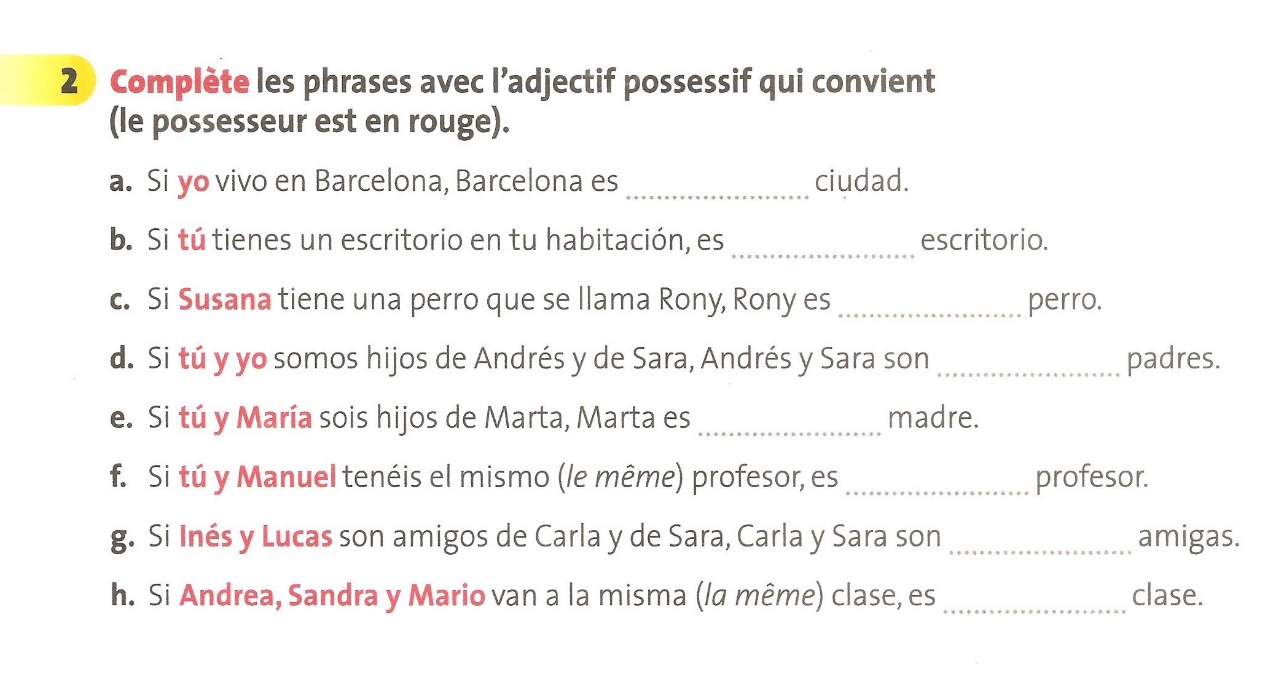 2 Complète les phrases avec l'adjectif possessif qui convient
(le possesseur est en rouge).
a. Si yo vivo en Barcelona, Barcelona es .................... ciudad.
b. Si tú tienes un escritorio en tu habitación, es .................... escritorio.
c. Si Susana tiene una perro que se llama Rony, Rony es .................... perro.
d. Si tú y yo somos hijos de Andrés y de Sara, Andrés y Sara son .................... padres.
e. Si tú y María sois hijos de Marta, Marta es .................... madre.
f. Si tú y Manuel tenéis el mismo (le même) profesor, es .................... profesor.
g. Si Inés y Lucas son amigos de Carla y de Sara, Carla y Sara son .................... amigas.
h. Si Andrea, Sandra y Mario van a la misma (la même) clase, es .................... clase.